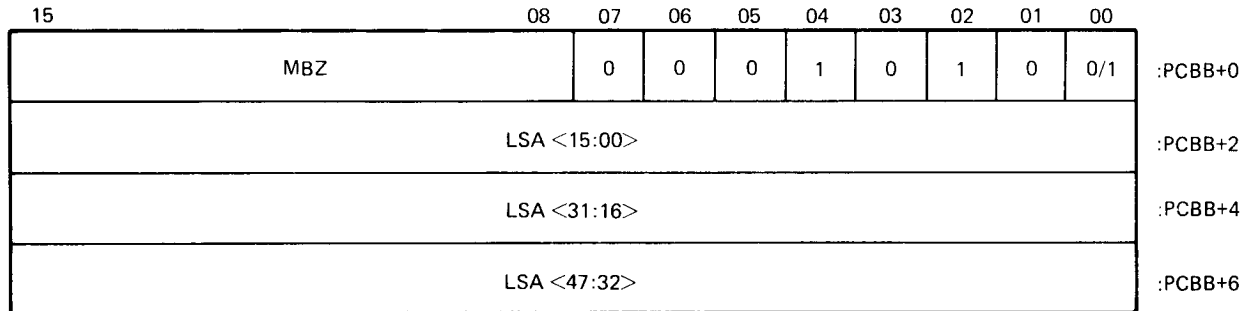 15 08 07 06 05 04 03 02 01 00
MBZ 0 0 0 1 0 1 0 0/1 :PCBB+0
LSA <15:00> :PCBB+2
LSA <31:16> :PCBB+4
LSA <47:32> :PCBB+6